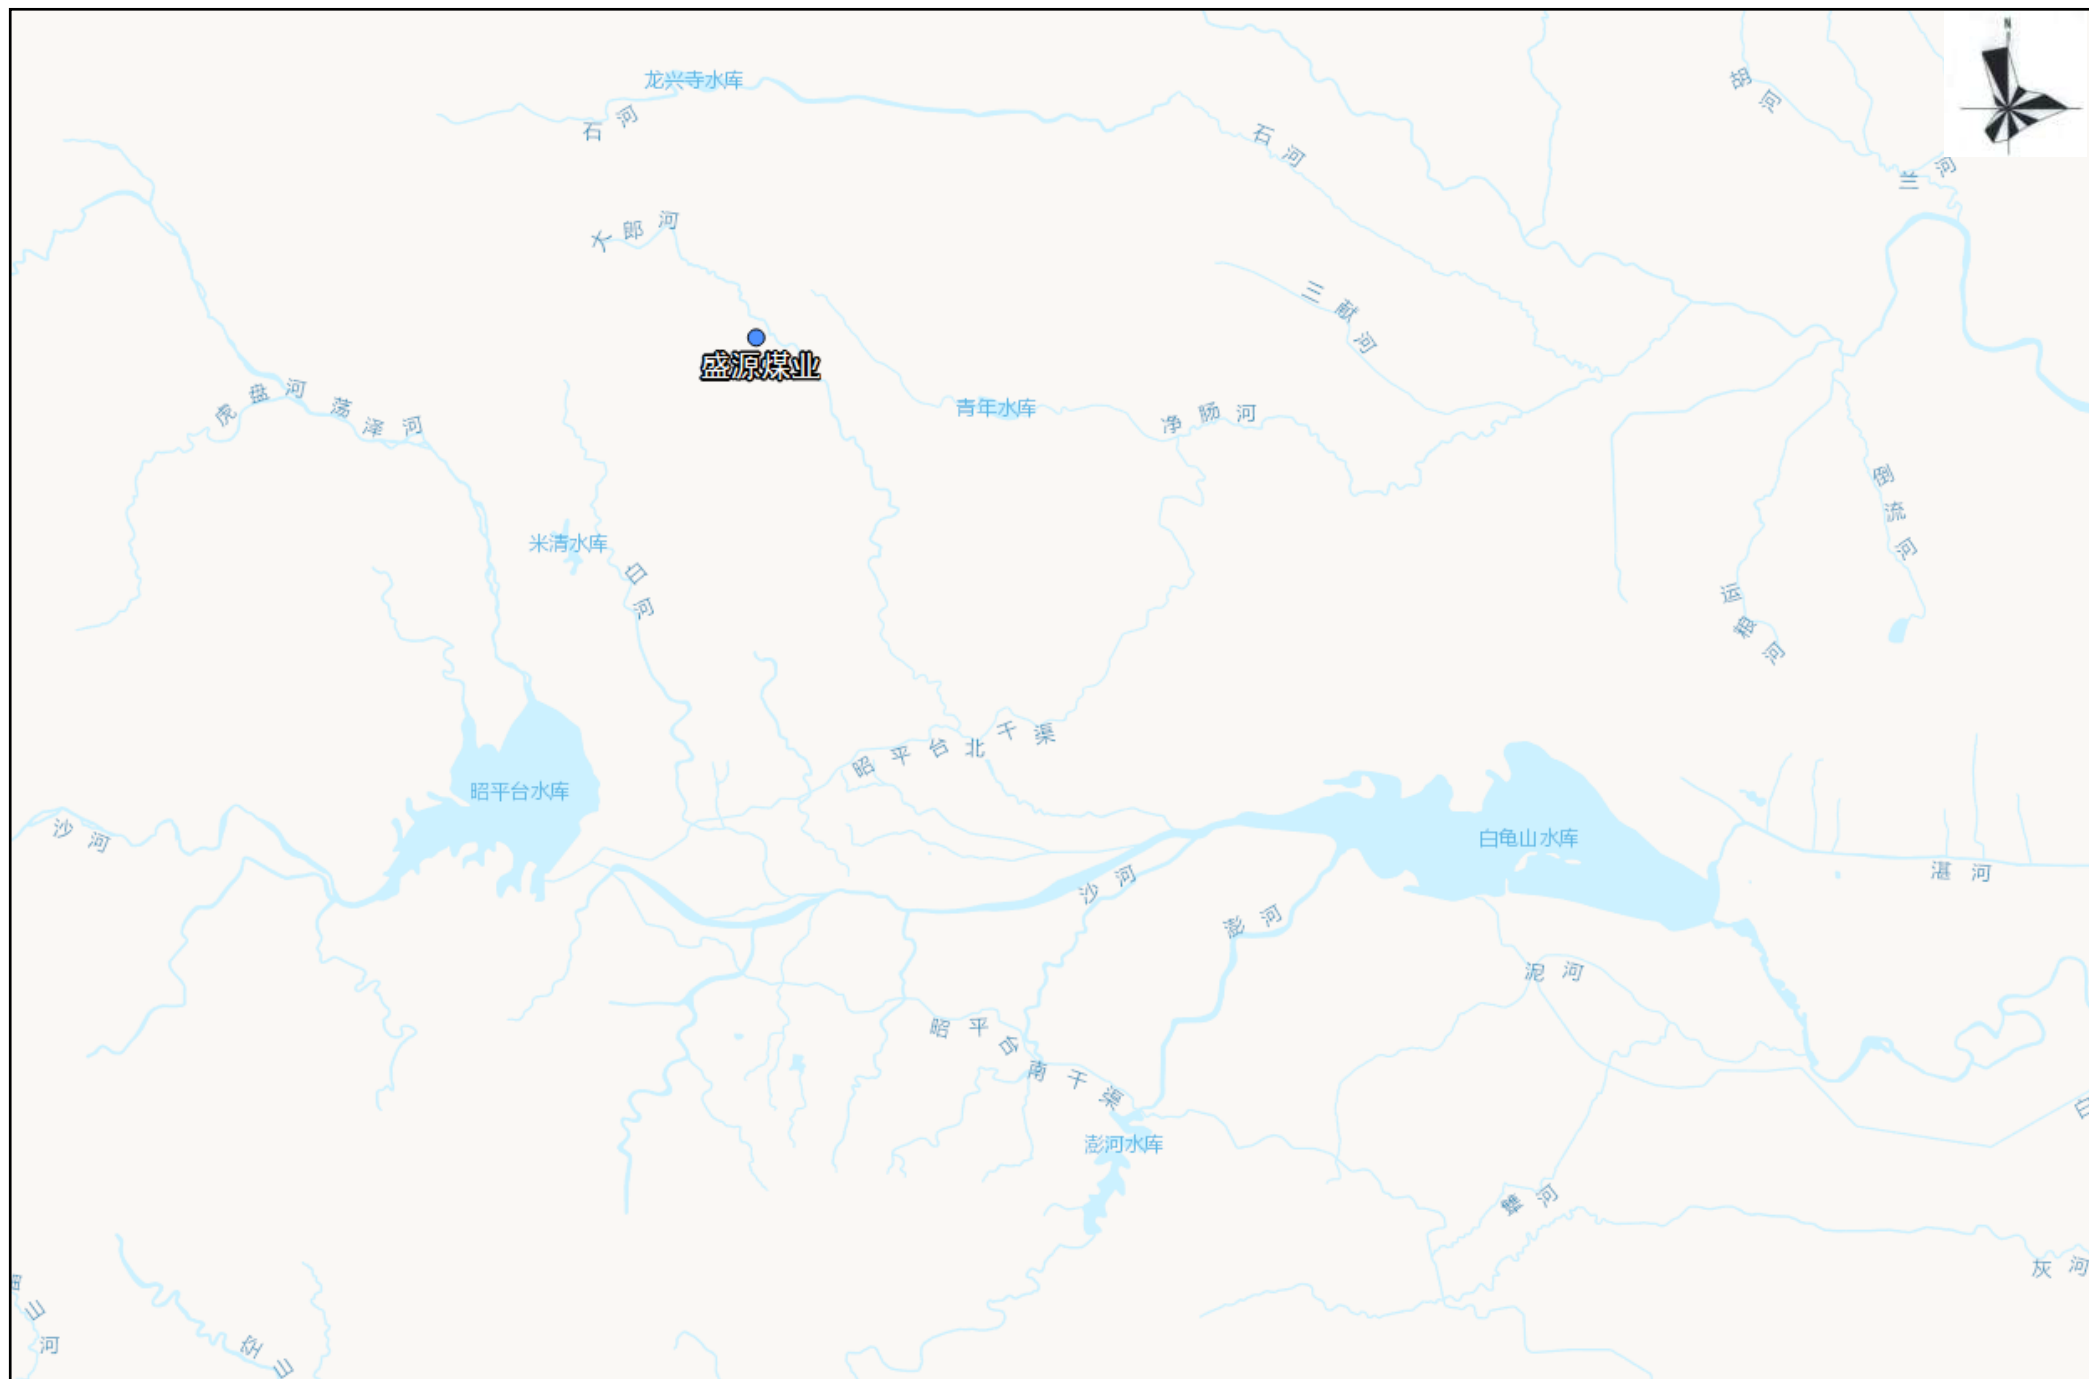 N
龙兴寺水库
石河
石河
胡河
兰河
大郎河
三献河
盛源煤业
虎盘河
荡泽河
青年水库
净肠河
倒流河
米清水库
白河
运粮河
昭平台北干渠
昭平台水库
沙河
白龟山水库
湛河
沙河
澎河
泥河
昭平台南干渠
澎河水库
白
犨河
灰河
山河
空山